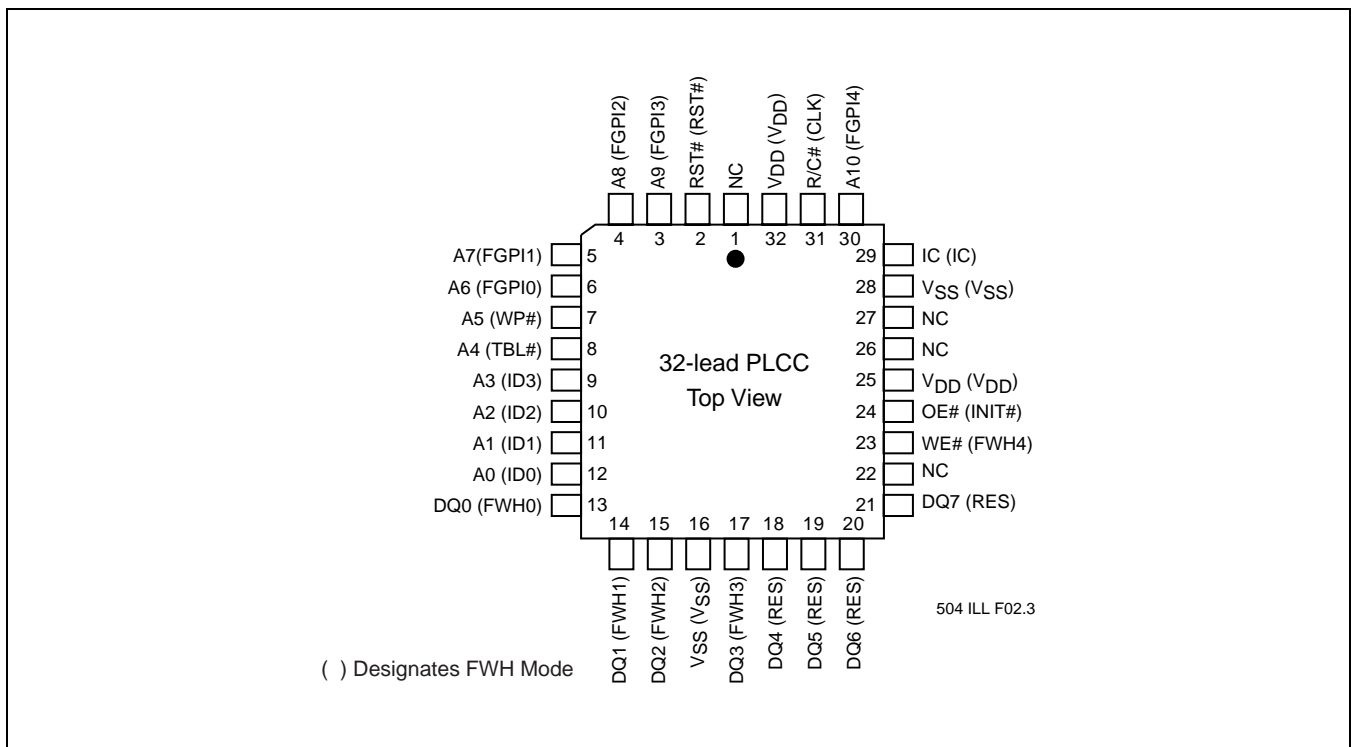 A8 (FGPI2)
A9 (FGPI3)
RST# (RST#)
NC
VDD (VDD)
R/C# (CLK)
A10 (FGPI4)
4
3
2
1
32
31
30
A7(FGPI1)
5
A6 (FGPI0)
6
A5 (WP#)
7
A4 (TBL#)
8
A3 (ID3)
9
A2 (ID2)
10
A1 (ID1)
11
A0 (ID0)
12
DQ0 (FWH0)
13
32-lead PLCC
Top View
29
IC (IC)
28
VSS (VSS)
27
NC
26
NC
25
VDD (VDD)
24
OE# (INIT#)
23
WE# (FWH4)
22
NC
21
DQ7 (RES)
14
15
16
17
18
19
20
DQ1 (FWH1)
DQ2 (FWH2)
VSS (VSS)
DQ3 (FWH3)
DQ4 (RES)
DQ5 (RES)
DQ6 (RES)
504 ILL F02.3
( ) Designates FWH Mode